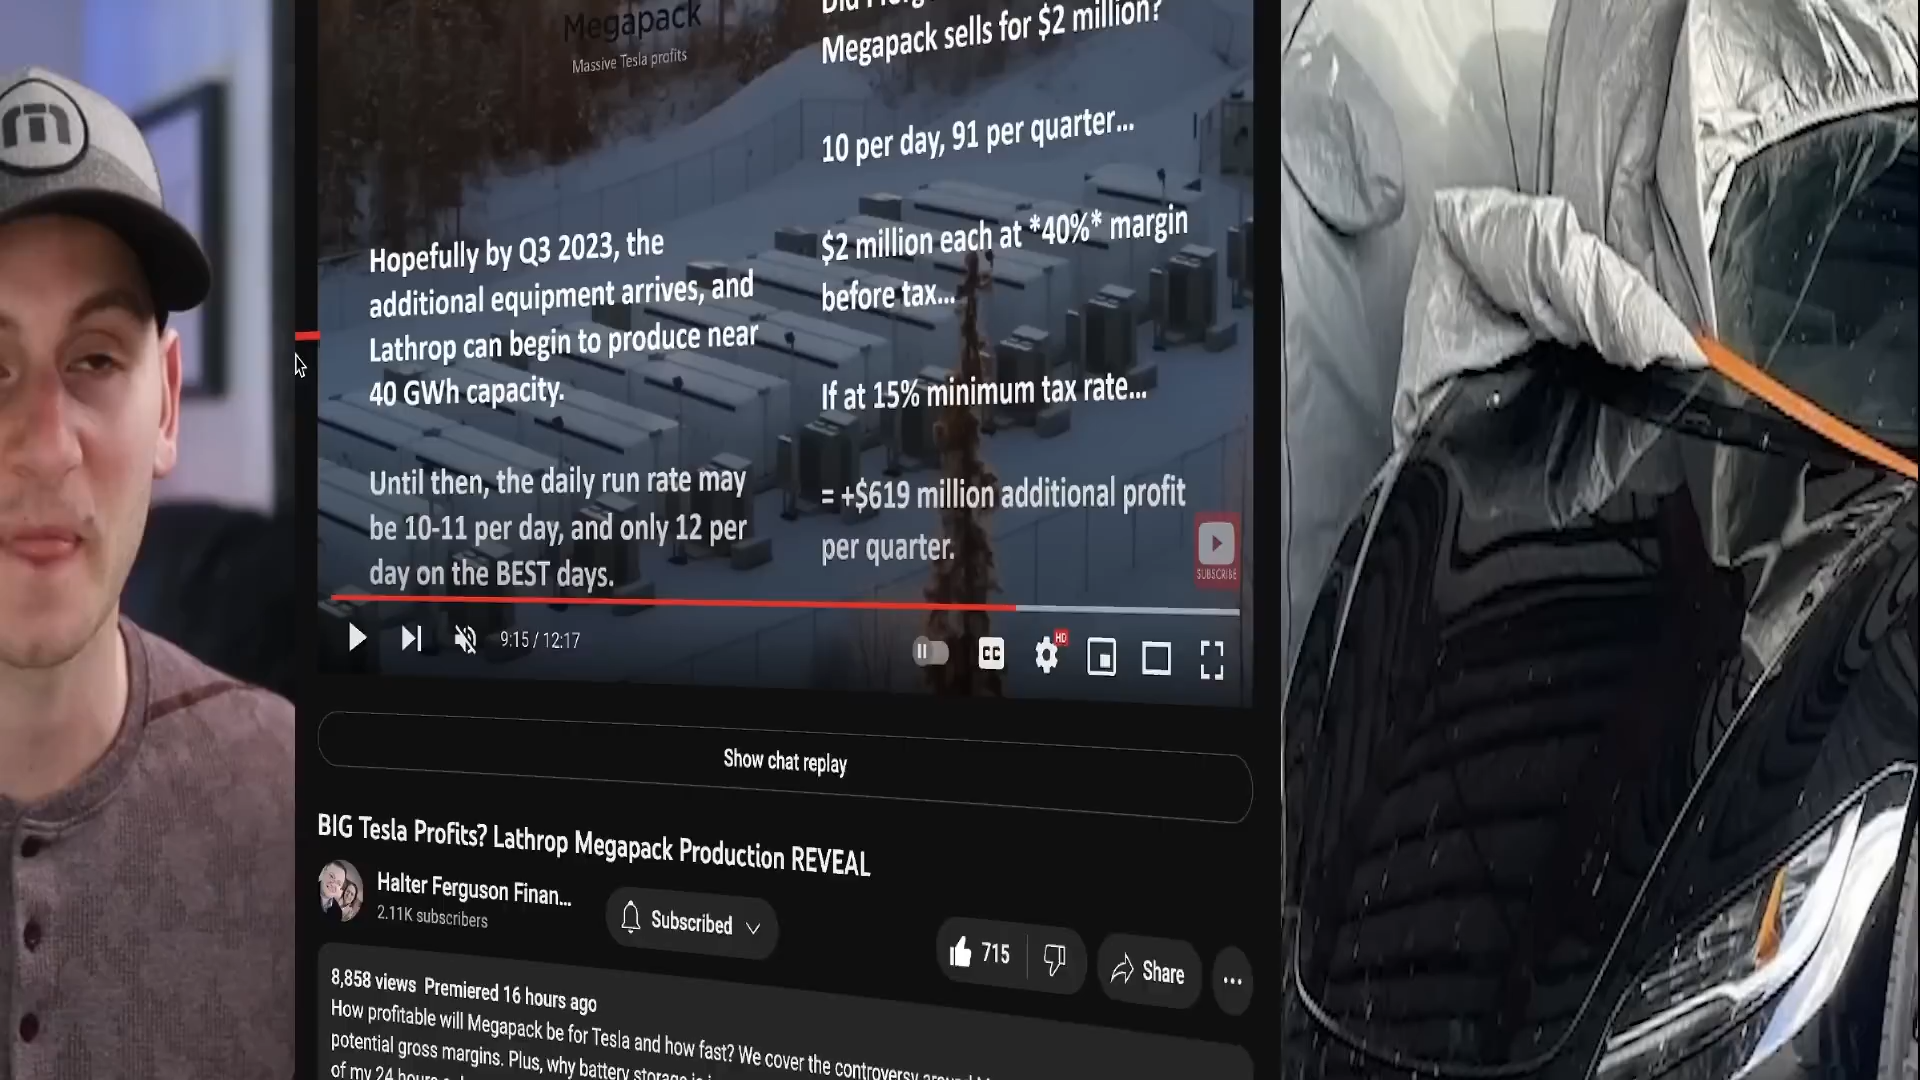 Megapack
Massive Tesla profits
Megapack sells for $2 million?
10 per day, 91 per quarter...
$2 million each at *40%* margin
before tax...
If at 15% minimum tax rate...
= +$619 million additional profit
per quarter.
Hopefully by Q3 2023, the
additional equipment arrives, and
Lathrop can begin to produce near
40 GWh capacity.
Until then, the daily run rate may
be 10-11 per day, and only 12 per
day on the BEST days.
SUBSCRIBE
9:15 / 12:17
CC
HD
Show chat replay
BIG Tesla Profits? Lathrop Megapack Production REVEAL
Halter Ferguson Finan...
2.11K subscribers
Subscribed
715
Share
8,858 views Premiered 16 hours ago
How profitable will Megapack be for Tesla and how fast? We cover the controversy
potential gross margins. Plus, why battery storage is
of my 24 hours